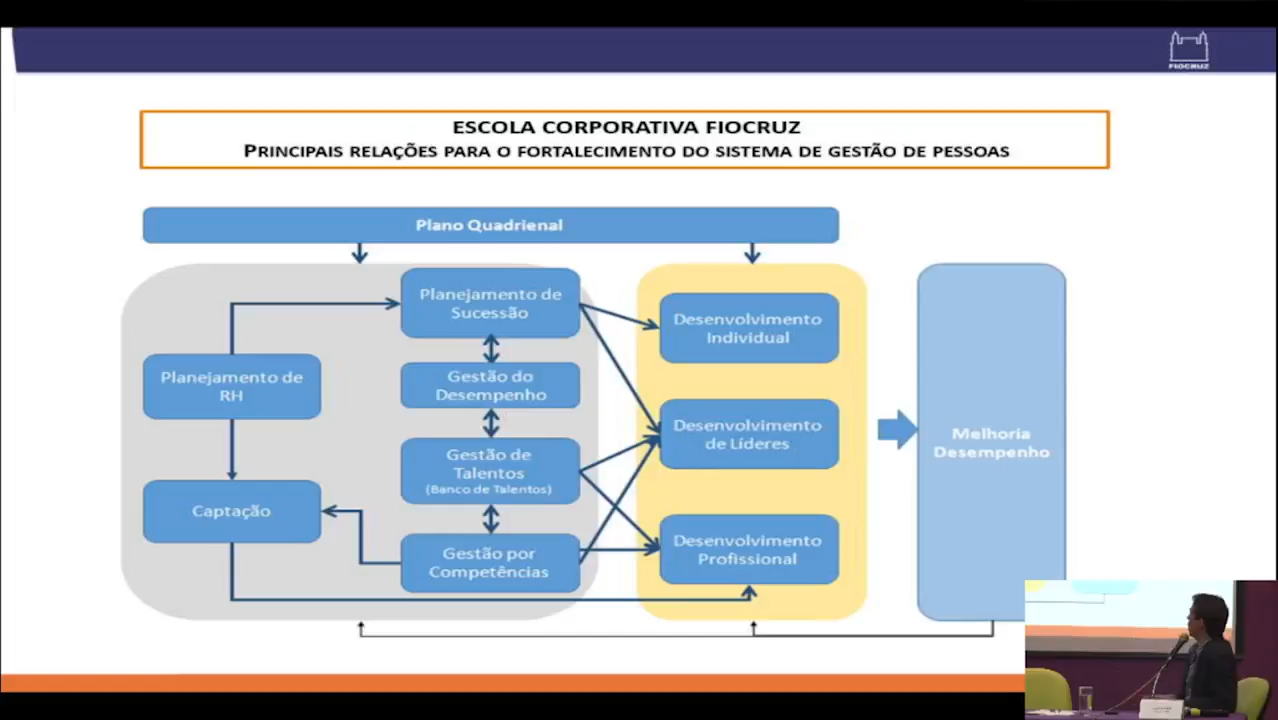 FIOCRUZ
ESCOLA CORPORATIVA FIOCRUZ
PRINCIPAIS RELAÇÕES PARA O FORTALECIMENTO DO SISTEMA DE GESTÃO DE PESSOAS
Plano Quadrienal
Planejamento de
Sucessão
Desenvolvimento
Individual
Planejamento de
RH
Gestão do
Desempenho
Desenvolvimento
de Líderes
Melhoria
Desempenho
Gestão de
Talentos
(Banco de Talentos)
Captação
Gestão por
Competências
Desenvolvimento
Profissional